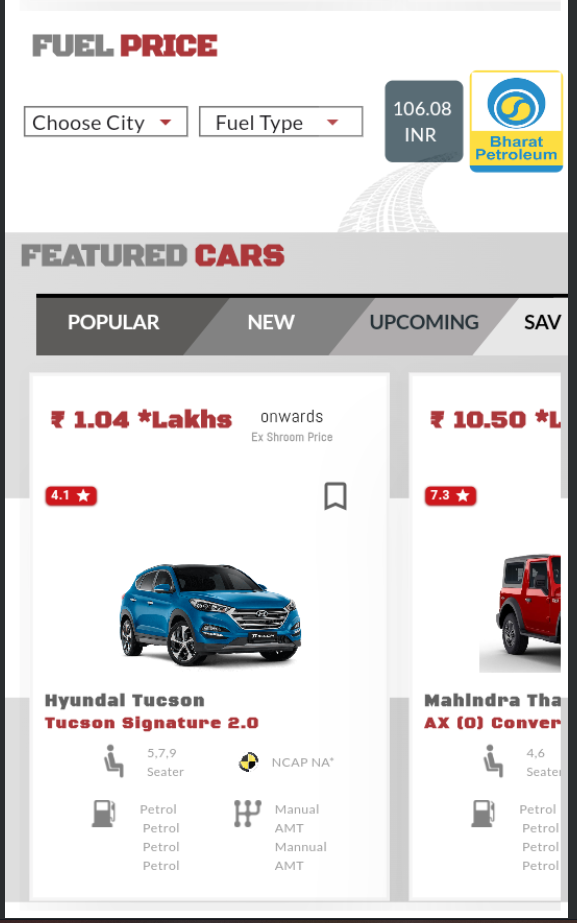 FUEL PRICE
Choose City
Fuel Type
106.08
INR
Bharat
Petroleum
FEATURED CARS
POPULAR
NEW
UPCOMING
SAV
₹ 1.04 *Lakhs
onwards
Ex Shroom Price
4.1
Hyundai Tucson
Tucson Signature 2.0
5,7,9
Seater
NCAP NA*
Petrol
Petrol
Petrol
Petrol
Manual
AMT
Mannual
AMT
₹ 10.50 *L
7.3
Mahindra Tha
AX (O) Conver
4,6
Seater
Petrol
Petrol
Petrol
Petrol